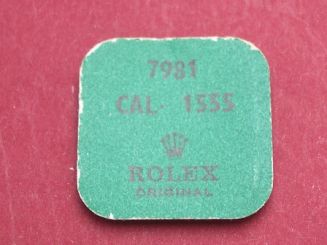 7981
CAL. 1555
ROLEX
ORIGINAL